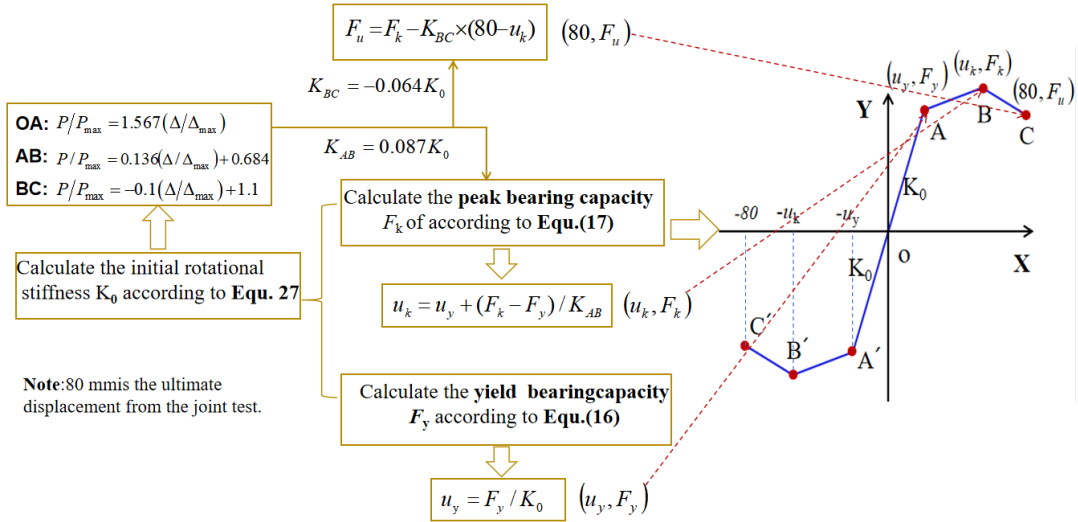 F_u = F_k − K_BC × (80 − u_k)
(80, F_u)
K_BC = −0.064K_0
OA: P/P_max = 1.567(Δ/Δ_max)
AB: P/P_max = 0.136(Δ/Δ_max) + 0.684
BC: P/P_max = −0.1(Δ/Δ_max) + 1.1
K_AB = 0.087K_0
Calculate the peak bearing capacity
F_k of according to Equ.(17)
Calculate the initial rotational
stiffness K_0 according to Equ. 27
u_k = u_y + (F_k − F_y) / K_AB
(u_k, F_k)
Note:80 mmis the ultimate
displacement from the joint test.
Calculate the yield bearingcapacity
F_y according to Equ.(16)
u_y = F_y / K_0
(u_y, F_y)
(u_y, F_y)
(u_k, F_k)
(80, F_u)
Y
A
B
C
K_0
-80
-u_k
-u_y
O
X
K_0
C′
B′
A′